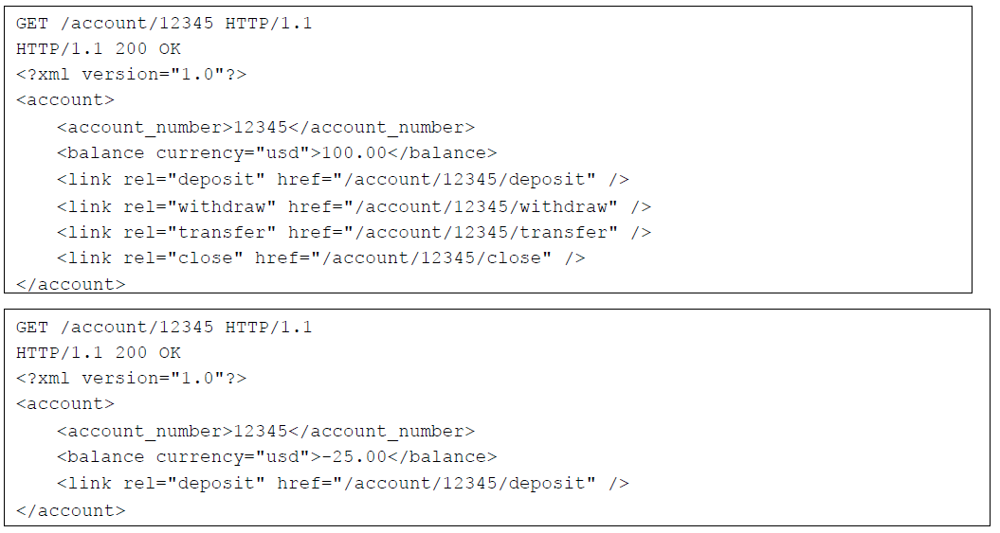 GET /account/12345 HTTP/1.1
HTTP/1.1 200 OK
<?xml version="1.0"?>
<account>
<account_number>12345</account_number>
<balance currency="usd">100.00</balance>
<link rel="deposit" href="/account/12345/deposit" />
<link rel="withdraw" href="/account/12345/withdraw" />
<link rel="transfer" href="/account/12345/transfer" />
<link rel="close" href="/account/12345/close" />
</account>
GET /account/12345 HTTP/1.1
HTTP/1.1 200 OK
<?xml version="1.0"?>
<account>
<account_number>12345</account_number>
<balance currency="usd">-25.00</balance>
<link rel="deposit" href="/account/12345/deposit" />
</account>